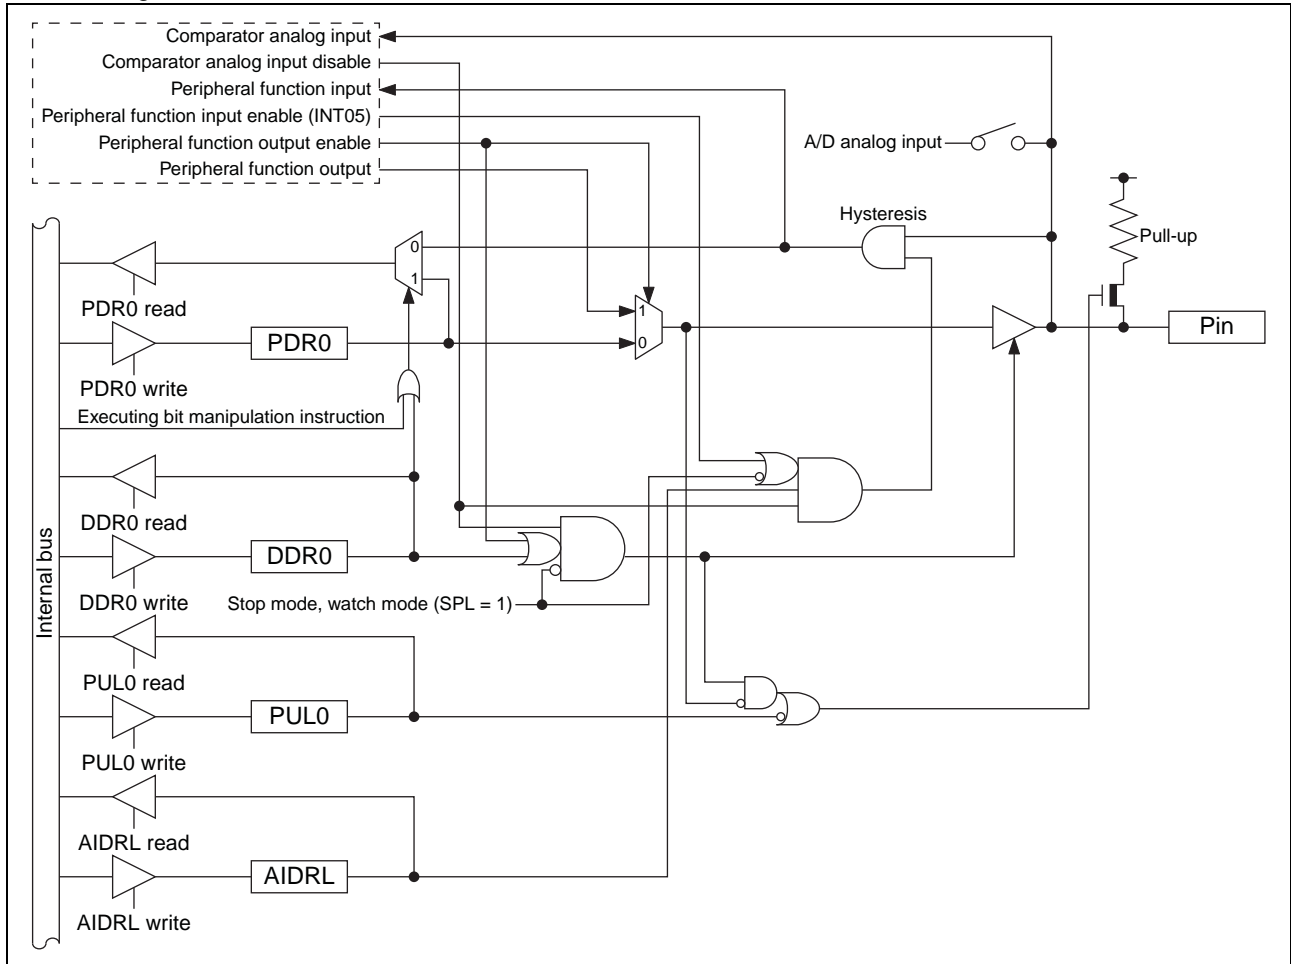 Comparator analog input
Comparator analog input disable
Peripheral function input
Peripheral function input enable (INT05)
Peripheral function output enable
Peripheral function output
A/D analog input
Hysteresis
Pull-up
0
1
PDR0 read
1
0
Pin
PDR0
PDR0 write
Executing bit manipulation instruction
DDR0 read
Internal bus
DDR0
DDR0 write
Stop mode, watch mode (SPL = 1)
PUL0 read
PUL0
PUL0 write
AIDRL read
AIDRL
AIDRL write